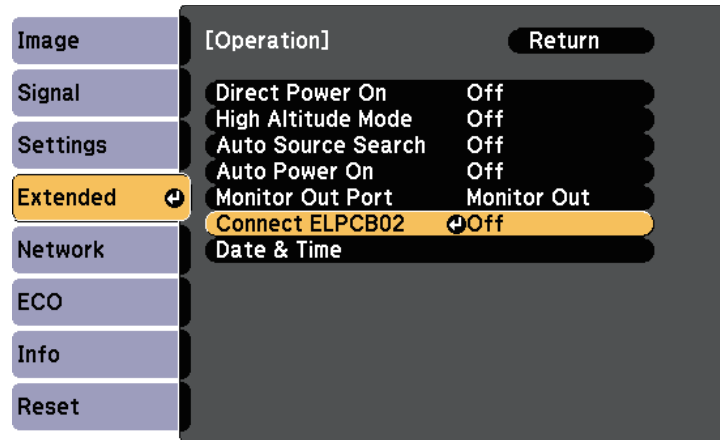 Image
Signal
Settings
Extended
Network
ECO
Info
Reset
[Operation] Return
Direct Power On Off
High Altitude Mode Off
Auto Source Search Off
Auto Power On Off
Monitor Out Port Monitor Out
Connect ELPCB02 Off
Date & Time